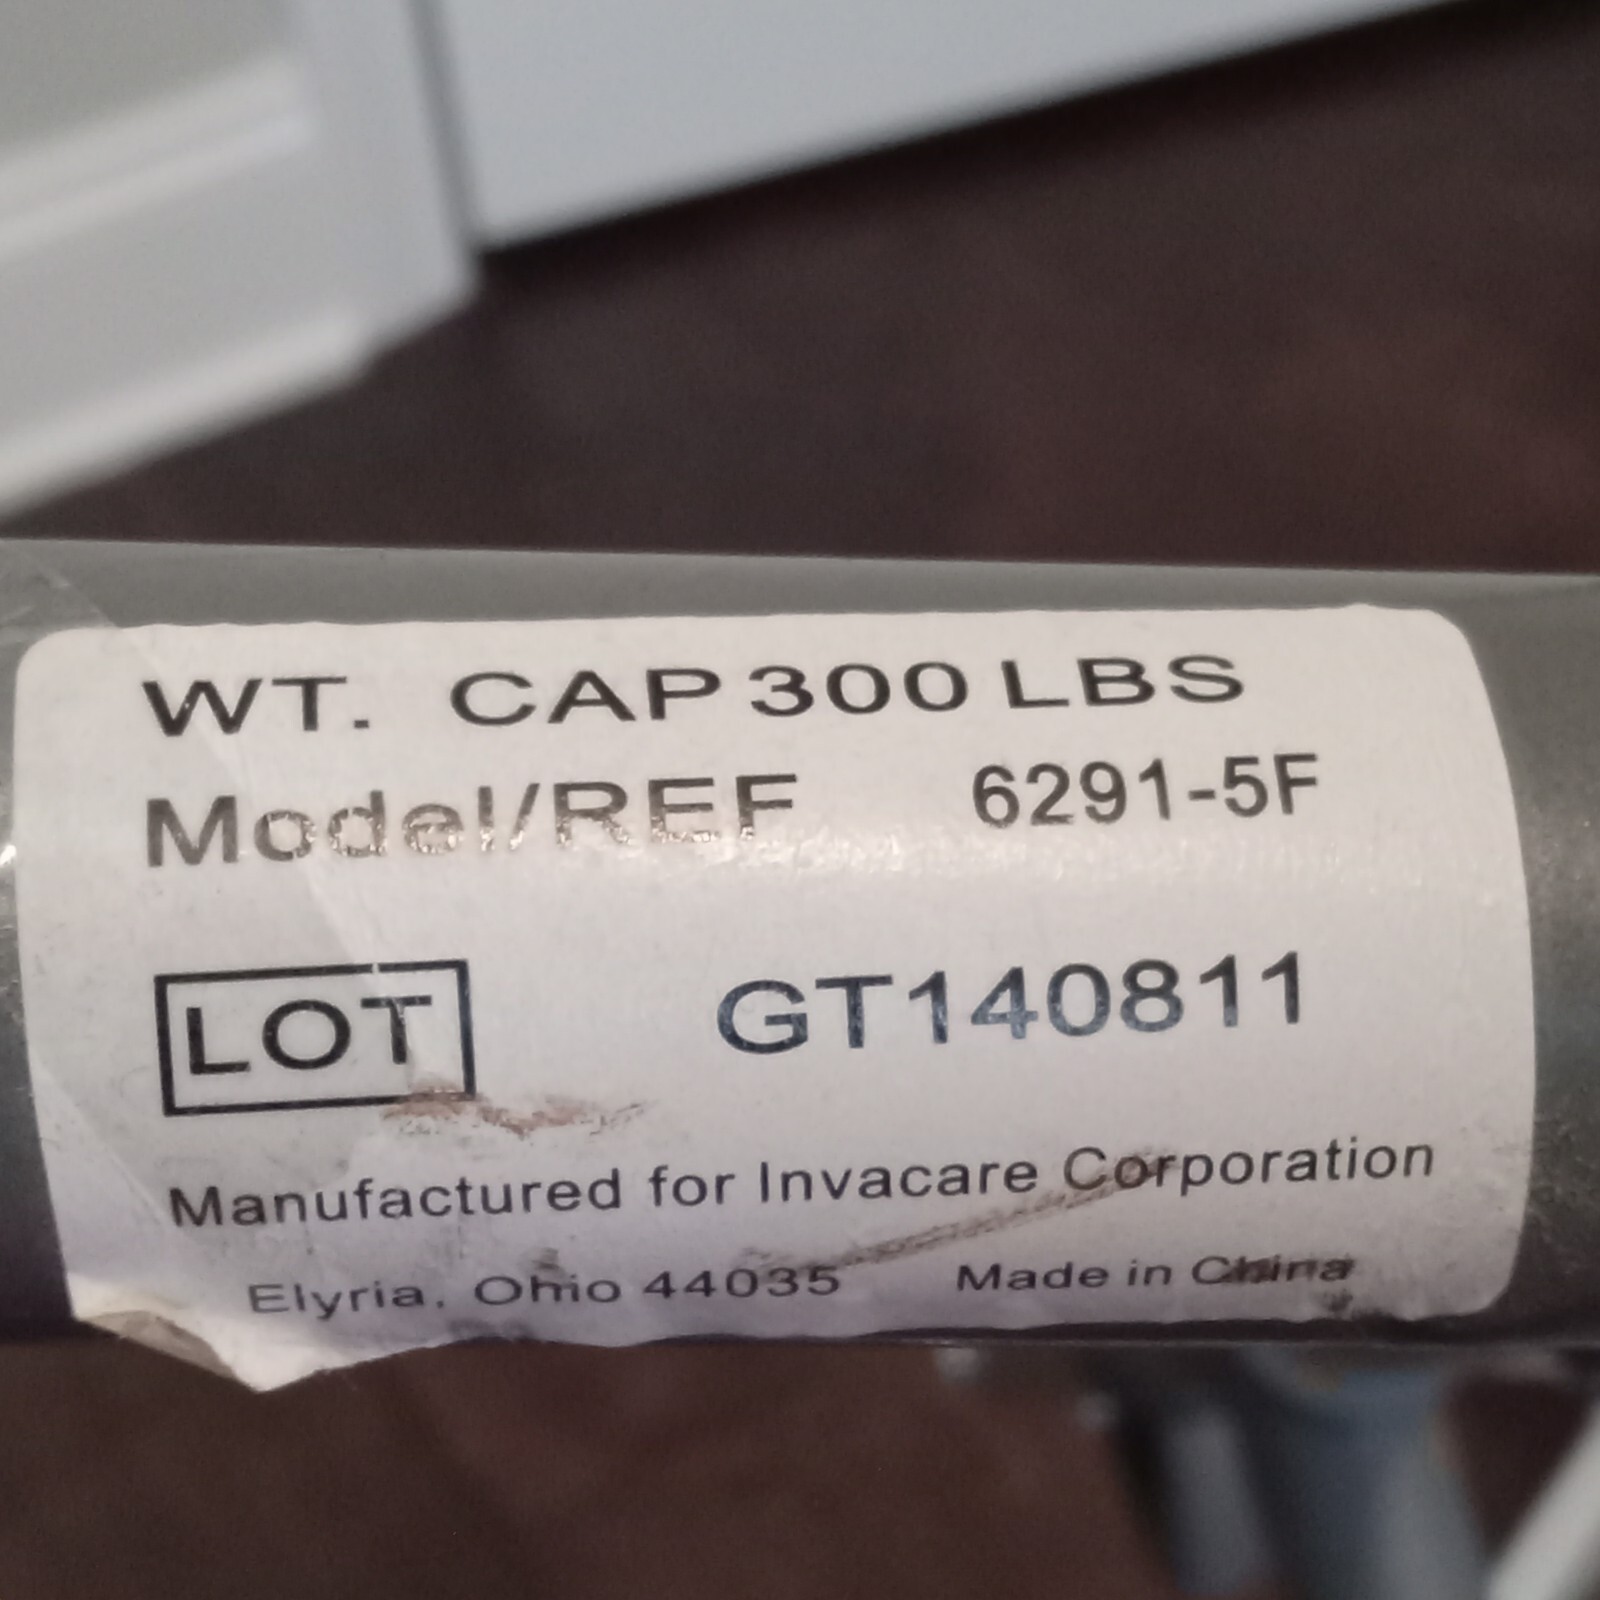 WT. CAP 300 LBS
Model/REF 6291-5F
LOT GT140811
Manufactured for Invacare Corporation
Elyria, Ohio 44035 Made in China